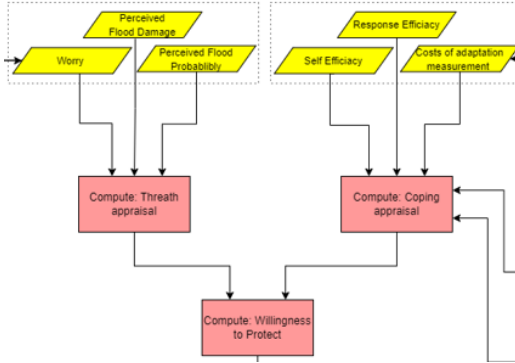 Perceived
Flood Damage
Worry
Perceived Flood
Probablibly
Response Efficiacy
Self Efficiacy
Costs of adaptation
measurement
Compute: Threath
appraisal
Compute: Coping
appraisal
Compute: Willingness
to Protect